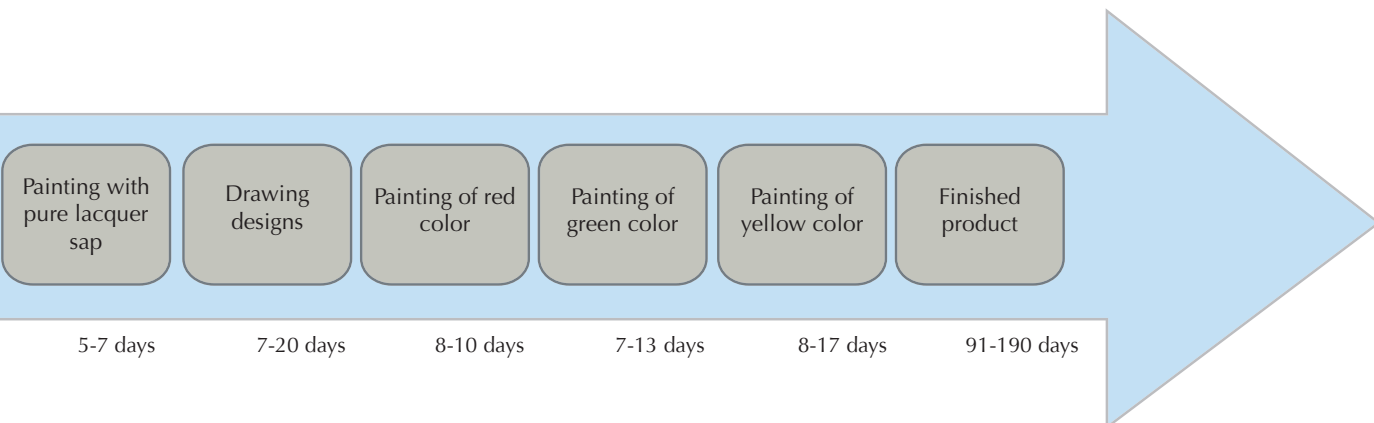 Painting with
pure lacquer
sap
Drawing
designs
Painting of red
color
Painting of
green color
Painting of
yellow color
Finished
product
5-7 days
7-20 days
8-10 days
7-13 days
8-17 days
91-190 days